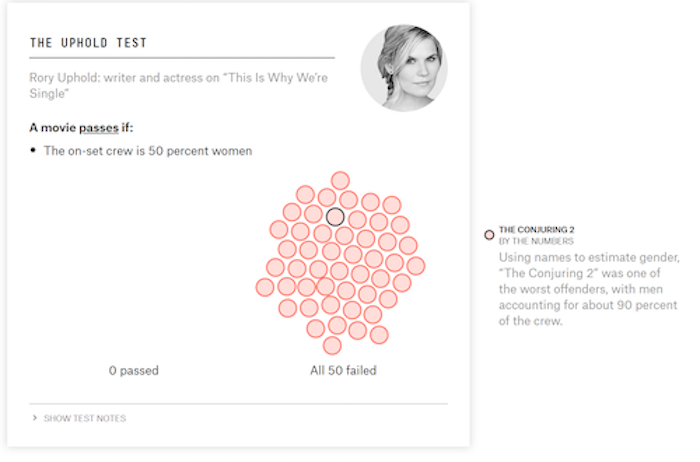 THE UPHOLD TEST
Rory Uphold: writer and actress on “This Is Why We’re
Single”
A movie passes if:
• The on-set crew is 50 percent women
0 passed
All 50 failed
SHOW TEST NOTES
THE CONJURING 2
BY THE NUMBERS
Using names to estimate gender,
“The Conjuring 2” was one of
the worst offenders, with men
accounting for about 90 percent
of the crew.